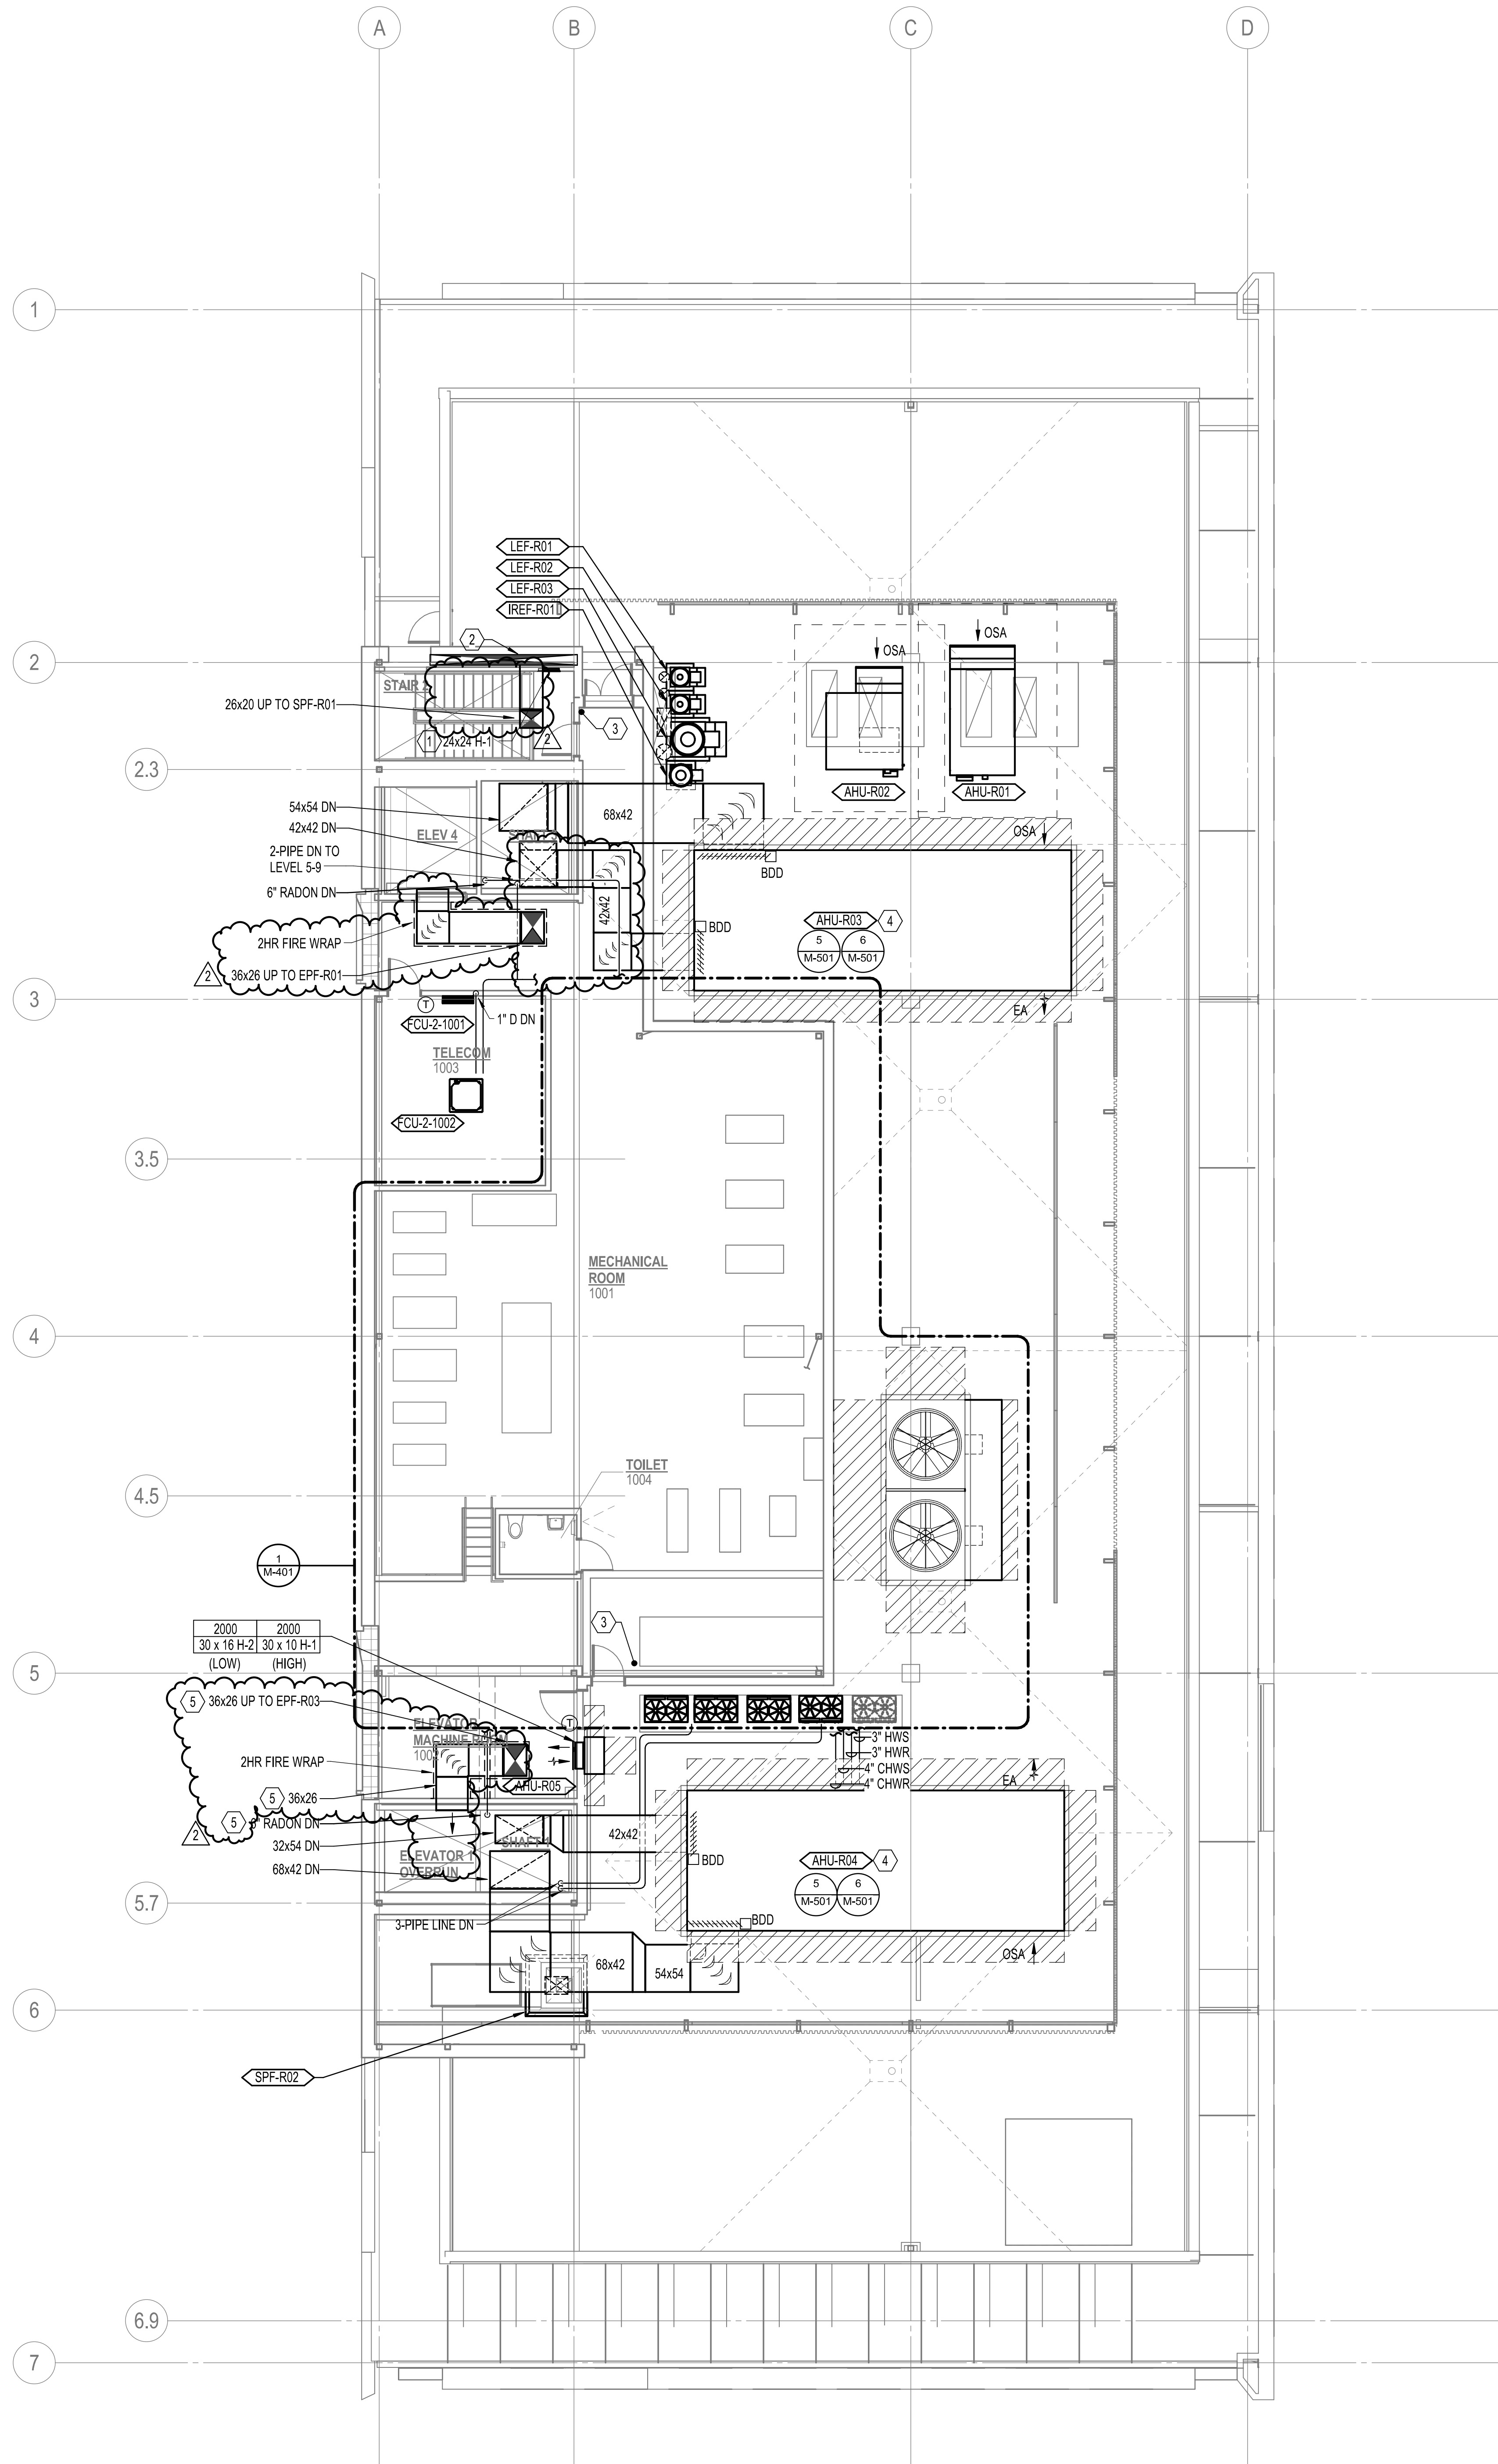 A
B
C
D
1
LEF-R01
LEF-R02
LEF-R03
IREF-R01
OSA
OSA
2
2
STAIR 2
26x20 UP TO SPF-R01
1
24x24 H-1
2
3
2.3
AHU-R02
AHU-R01
54x54 DN
68x42
42x42 DN
ELEV 4
OSA
2-PIPE DN TO
LEVEL 5-9
BDD
6" RADON DN
42x42
AHU-R03
4
BDD
5
M-501
6
M-501
2HR FIRE WRAP
2
36x26 UP TO EPF-R01
3
T
EA
FCU-2-1001
1" D DN
TELECOM
1003
FCU-2-1002
3.5
MECHANICAL
ROOM
1001
4
TOILET
1004
4.5
1
M-401
2000
2000
30 x 16 H-2
30 x 10 H-1
(LOW)
(HIGH)
3
5
5
36x26 UP TO EPF-R03
T
ELEVATOR
MACHINE ROOM
3" HWS
3" HWR
4" CHWS
4" CHWR
2HR FIRE WRAP
EA
AHU-R05
5
36x26
5
RADON DN
2
42x42
32x54 DN
SHAFT 1
ELEVATOR 1
OVERRUN
BDD
AHU-R04
4
68x42 DN
5
M-501
6
M-501
5.7
3-PIPE LINE DN
BDD
68x42
54x54
OSA
6
SPF-R02
6.9
7